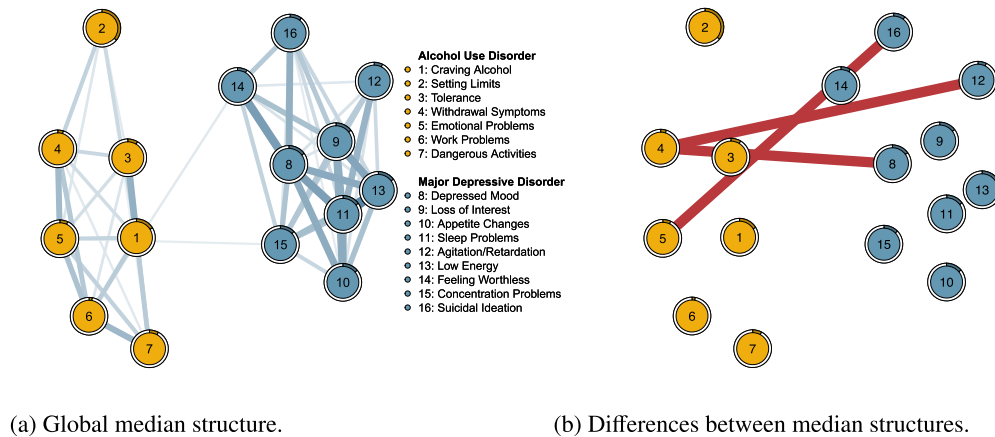 2
16
14
12
4
3
9
8
13
11
5
1
15
10
6
7
Alcohol Use Disorder
1: Craving Alcohol
2: Setting Limits
3: Tolerance
4: Withdrawal Symptoms
5: Emotional Problems
6: Work Problems
7: Dangerous Activities
Major Depressive Disorder
8: Depressed Mood
9: Loss of Interest
10: Appetite Changes
11: Sleep Problems
12: Agitation/Retardation
13: Low Energy
14: Feeling Worthless
15: Concentration Problems
16: Suicidal Ideation
2
16
14
12
4
3
9
8
13
11
5
1
15
10
6
7
(a) Global median structure.
(b) Differences between median structures.